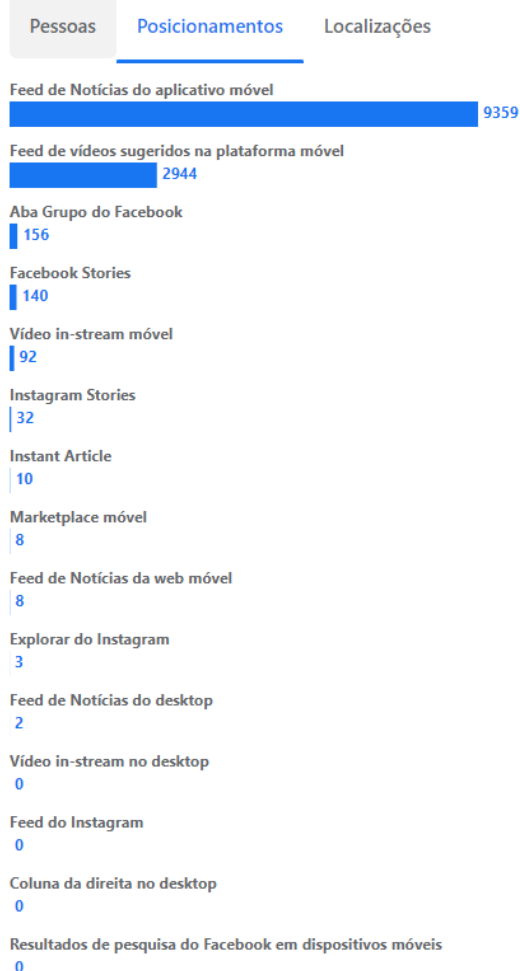 Pessoas Posicionamentos Localizações
Feed de Notícias do aplicativo móvel
9359
Feed de vídeos sugeridos na plataforma móvel
2944
Aba Grupo do Facebook
156
Facebook Stories
140
Vídeo in-stream móvel
92
Instagram Stories
32
Instant Article
10
Marketplace móvel
8
Feed de Notícias da web móvel
8
Explorar do Instagram
3
Feed de Notícias do desktop
2
Vídeo in-stream no desktop
0
Feed do Instagram
0
Coluna da direita no desktop
0
Resultados de pesquisa do Facebook em dispositivos móveis
0